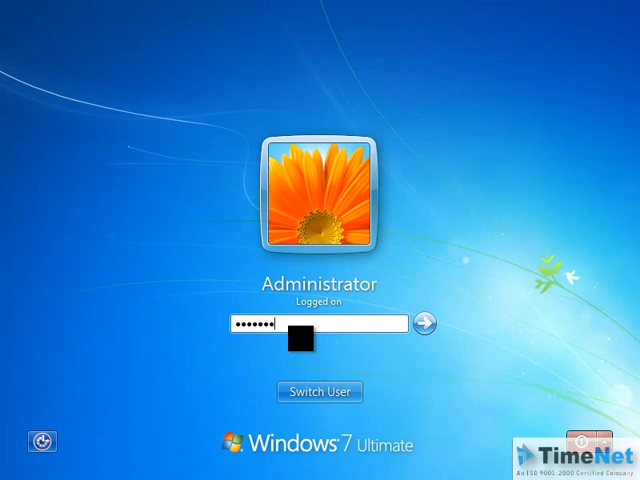 Administrator
Logged on
Switch User
Windows 7 Ultimate
TimeNet
An ISO 9001-2000 Certified Company